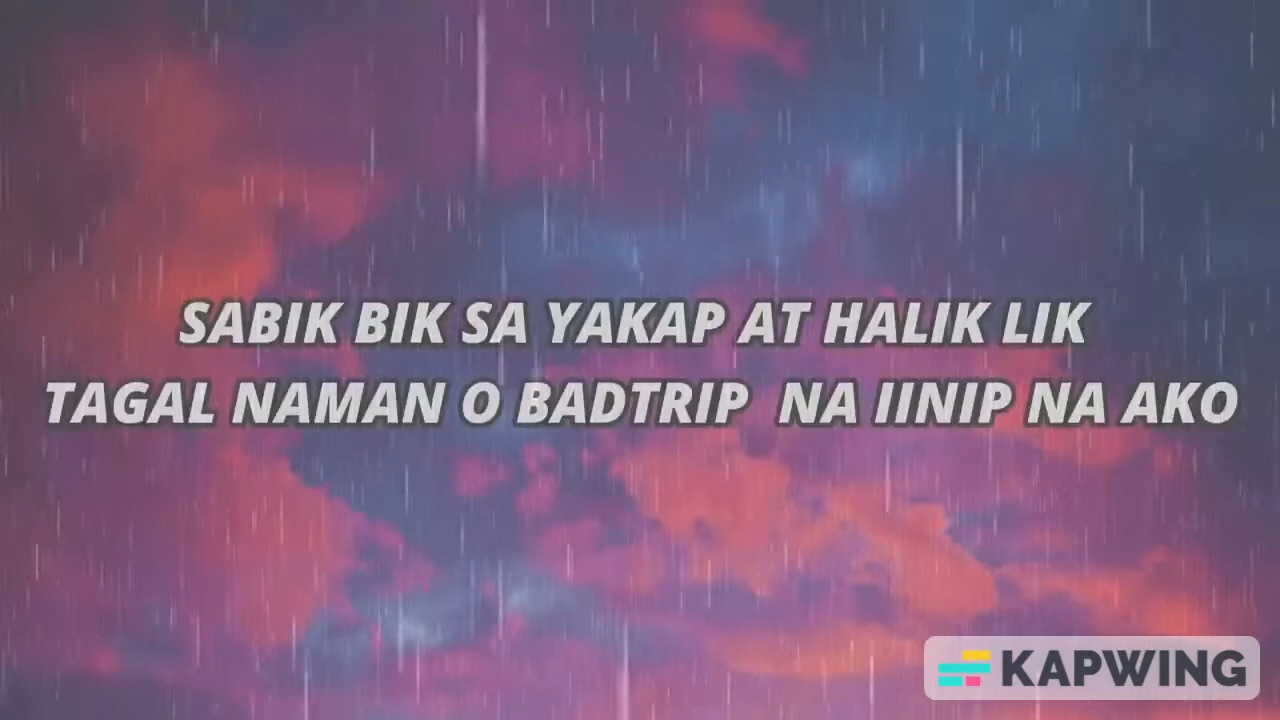 SABIK BIK SA YAKAP AT HALIK LIK
TAGAL NAMAN O BADTRIP  NA IINIP NA AKO
KAPWING